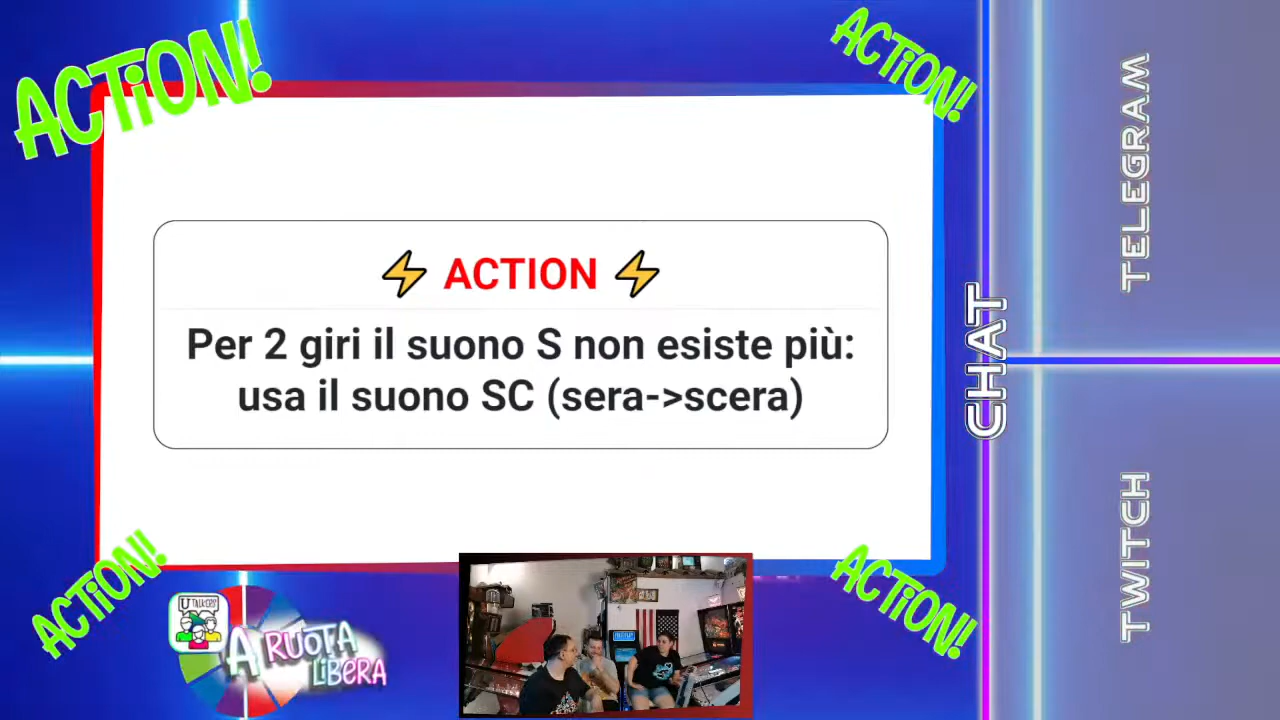 ACTION!
ACTION!
⚡ ACTION ⚡
Per 2 giri il suono S non esiste più:
usa il suono SC (sera->scera)
ACTION!
ACTION!
U TALKERS
A RUOTA
LIBERA
CHAT
TELEGRAM
TWITCH